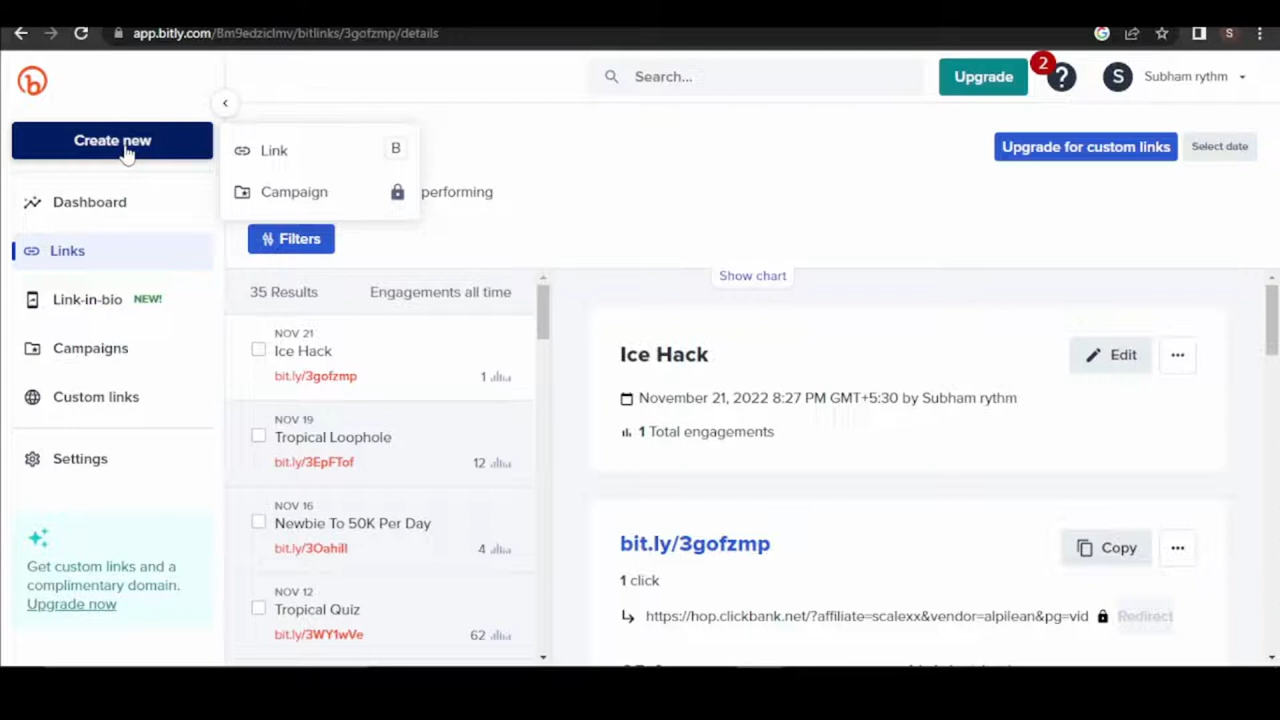 app.bitly.com/8m9edziclmv/bitlinks/3gofzmp/details
S
b
Search...
Upgrade
2
?
S
Subham rythm
Create new
Link
B
Campaign
performing
Upgrade for custom links
Select date
Dashboard
Links
Link-in-bio NEW!
Campaigns
Custom links
Settings
Get custom links and a
complimentary domain.
Upgrade now
Filters
Show chart
35 Results
Engagements all time
NOV 21
Ice Hack
bit.ly/3gofzmp
1
NOV 19
Tropical Loophole
bit.ly/3EpFTof
12
NOV 16
Newbie To 50K Per Day
bit.ly/3Oahill
4
NOV 12
Tropical Quiz
bit.ly/3WY1wVe
62
Ice Hack
Edit
November 21, 2022 8:27 PM GMT+5:30 by Subham rythm
1 Total engagements
bit.ly/3gofzmp
Copy
1 click
https://hop.clickbank.net/?affiliate=scalexx&vendor=alpilean&pg=vid
Redirect